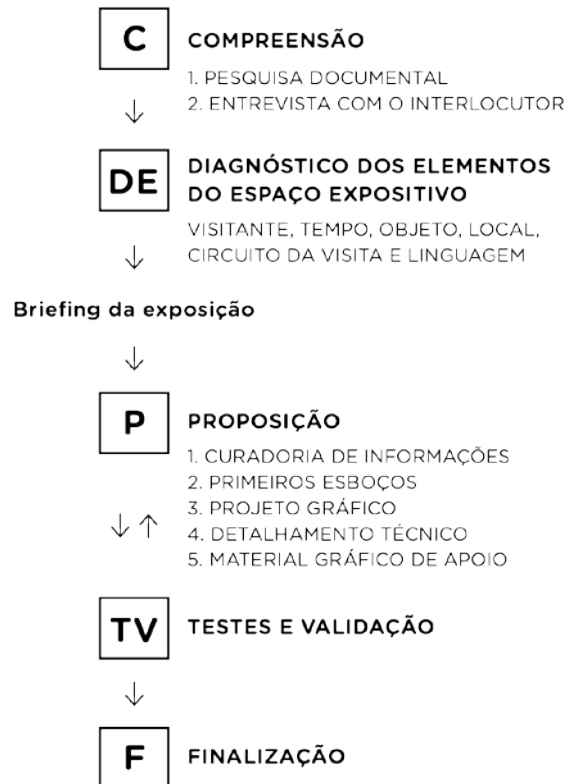 C COMPREENSÃO
1. PESQUISA DOCUMENTAL
2. ENTREVISTA COM O INTERLOCUTOR
DE DIAGNÓSTICO DOS ELEMENTOS
DO ESPAÇO EXPOSITIVO
VISITANTE, TEMPO, OBJETO, LOCAL,
CIRCUITO DA VISITA E LINGUAGEM
Briefing da exposição
P PROPOSIÇÃO
1. CURADORIA DE INFORMAÇÕES
2. PRIMEIROS ESBOÇOS
3. PROJETO GRÁFICO
4. DETALHAMENTO TÉCNICO
5. MATERIAL GRÁFICO DE APOIO
TV TESTES E VALIDAÇÃO
F FINALIZAÇÃO